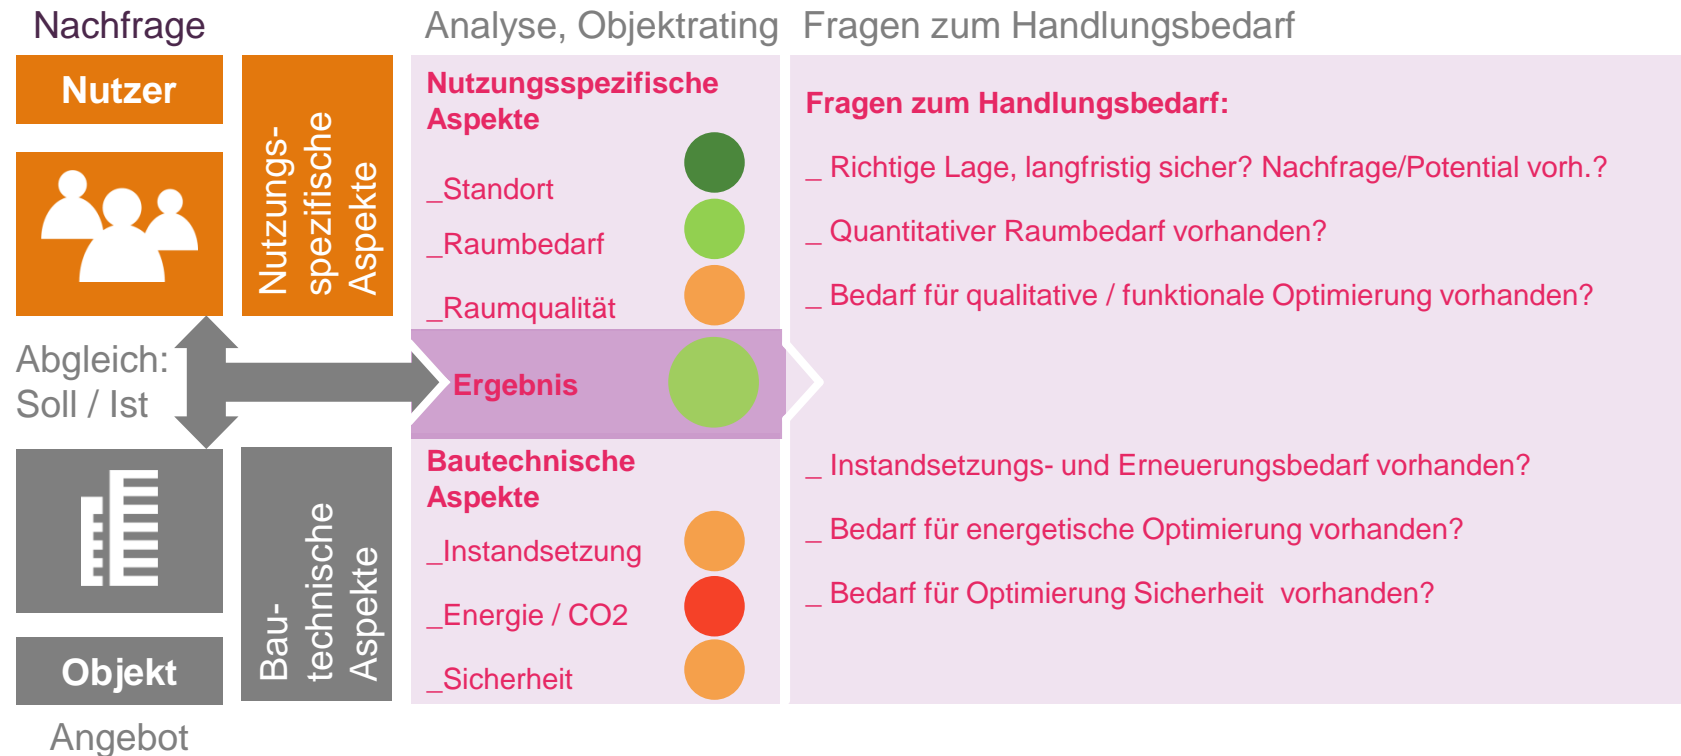 Nachfrage
Analyse, Objektrating
Fragen zum Handlungsbedarf
Nutzer
Nutzungs-
spezifische
Aspekte
Abgleich:
Soll / Ist
Bau-
technische
Aspekte
Objekt
Angebot
Nutzungsspezifische
Aspekte
_Standort
_Raumbedarf
_Raumqualität
Ergebnis
Bautechnische
Aspekte
_Instandsetzung
_Energie / CO2
_Sicherheit
Fragen zum Handlungsbedarf:
_ Richtige Lage, langfristig sicher? Nachfrage/Potential vorh.?
_ Quantitativer Raumbedarf vorhanden?
_ Bedarf für qualitative / funktionale Optimierung vorhanden?
_ Instandsetzungs- und Erneuerungsbedarf vorhanden?
_ Bedarf für energetische Optimierung vorhanden?
_ Bedarf für Optimierung Sicherheit  vorhanden?